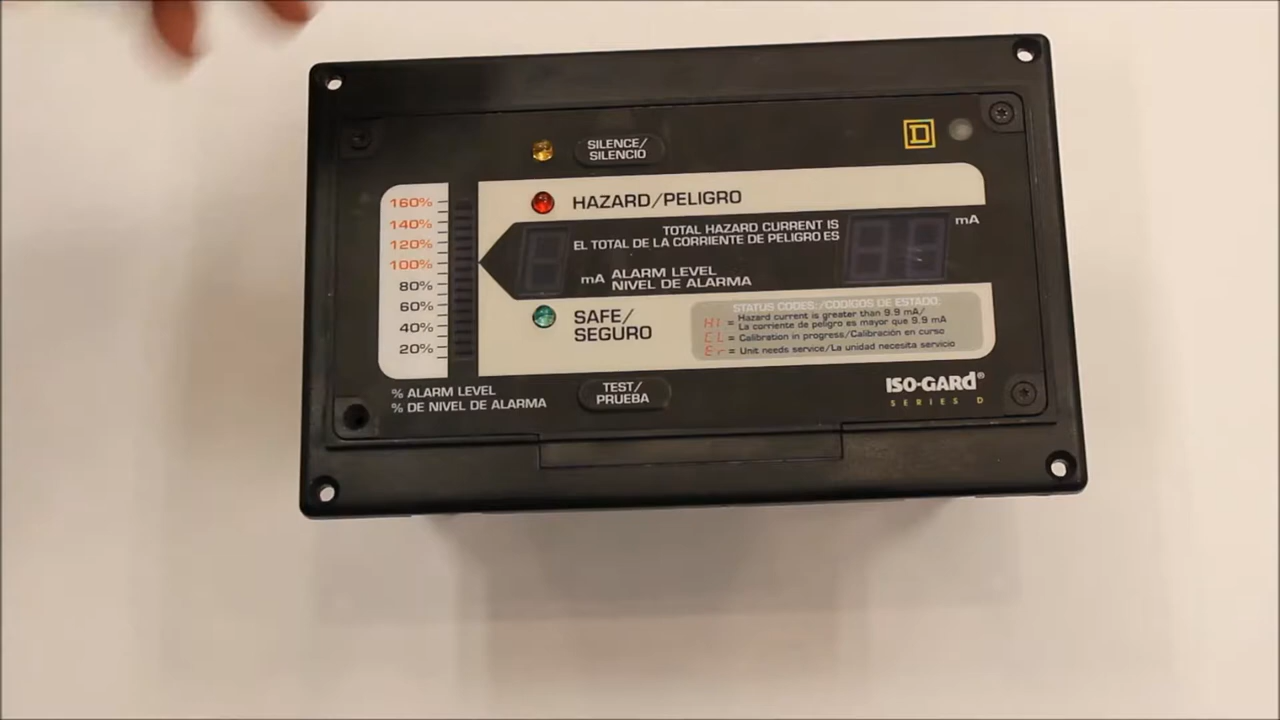 SILENCE/
SILENCIO
D
160%
140%
120%
100%
80%
60%
40%
20%
HAZARD/PELIGRO
TOTAL HAZARD CURRENT IS
EL TOTAL DE LA CORRIENTE DE PELIGRO ES
mA
mA ALARM LEVEL
NIVEL DE ALARMA
SAFE/
SEGURO
STATUS CODES:/CODIGOS DE ESTADO:
HI = Hazard current is greater than 9.9 mA/
La corriente de peligro es mayor que 9.9 mA
CL = Calibration in progress/Calibración en curso
Er = Unit needs service/La unidad necesita servicio
% ALARM LEVEL
% DE NIVEL DE ALARMA
TEST/
PRUEBA
ISO-GARD®
SERIES D